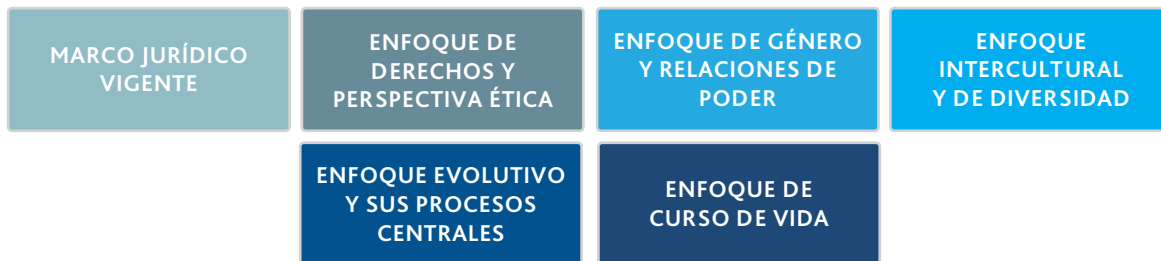 MARCO JURÍDICO
VIGENTE
ENFOQUE DE
DERECHOS Y
PERSPECTIVA ÉTICA
ENFOQUE DE GÉNERO
Y RELACIONES DE
PODER
ENFOQUE
INTERCULTURAL
Y DE DIVERSIDAD
ENFOQUE EVOLUTIVO
Y SUS PROCESOS
CENTRALES
ENFOQUE DE
CURSO DE VIDA